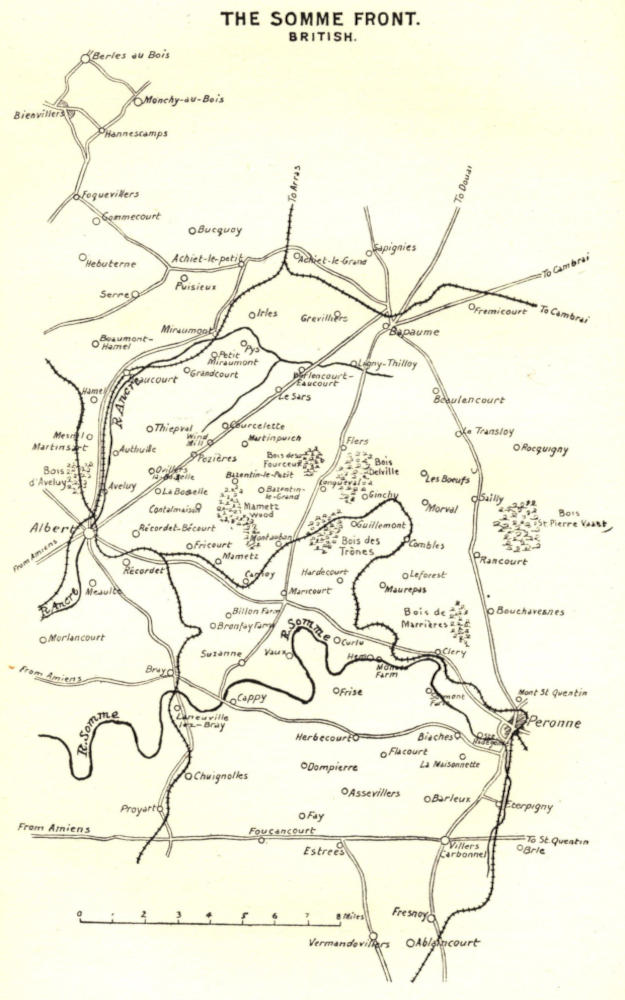 THE SOMME FRONT.
BRITISH.
Berles au Bois
Monchy-au-Bois
Bienvillers
Hannescamps
To Arras
To Douai
Foquevillers
Gommecourt
Bucquoy
Sapignies
Hebuterne
Achiet-le-petit
Achiet-le-Grand
To Cambrai
Puisieux
Serre
Irles
Grevillers
Fremicourt
To Cambrai
Miraumont
Bapaume
Beaumont-
Hamel
Pys
Petit
Miraumont
Ligny-Thilloy
Grandcourt
Eaucourt
Le Sars
Beaulencourt
Hamel
R. Ancre
Thiepval
Courcelette
Le Transloy
Mesnil
Martinsart
Wind
Mill
Martinpuich
Flers
Rocquigny
Authuille
Pozières
Bois des
Fourceux
Bois
Delville
Bois
d'Aveluy
Ovillers
la-Boiselle
Bazentin-le-Petit
Les Boeufs
Aveluy
La Boiselle
Bazentin-
le-Grand
Longueval
Ginchy
Sailly
Contalmaison
Mametz
Wood
Morval
Bois
St Pierre Vaast
Albert
Récordet-Bécourt
Guillemont
From Amiens
Fricourt
Montauban
Bois des
Trônes
Combles
Mametz
Rancourt
Récordet
Carnoy
Hardecourt
Leforest
Meaulte
Maricourt
Maurepas
R. Ancre
Billon Farm
Bois de
Marrières
Bouchavesnes
Bronfay Farm
R. Somme
Morlancourt
Curlu
Suzanne
Vaux
Hem
Clery
Farm
From Amiens
Bray
Frise
Farm
Mont St Quentin
Cappy
Laneuville
lez-Bray
Peronne
R. Somme
Herbecourt
Biaches
Flacourt
La Maisonnette
Dompierre
Chuignolles
Assevillers
Barleux
Eterpigny
Proyart
Fay
From Amiens
Foucancourt
To St. Quentin
Estrees
Villers
Carbonnel
Brie
0 1 2 3 4 5 6 7 8 Miles
Fresnoy
Vermandovillers
Ablaincourt